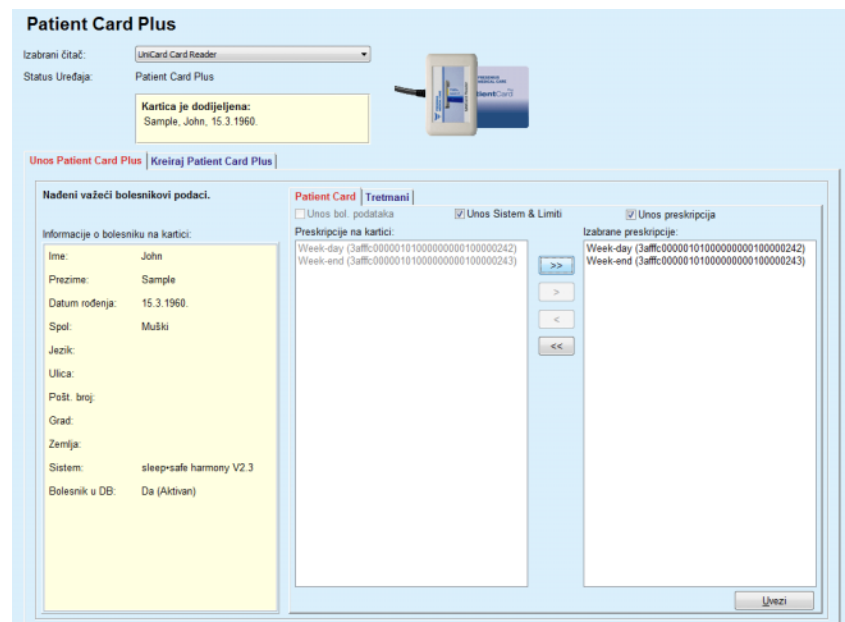 Patient Card Plus
Izabrani čitač:
UniCard Card Reader
Status Uređaja:
Patient Card Plus
Kartica je dodijeljena:
Sample, John, 15.3.1960.
Unos Patient Card Plus
Kreiraj Patient Card Plus
Nađeni važeći bolesnikovi podaci.
Informacije o bolesniku na kartici:
Ime: John
Prezime: Sample
Datum rođenja: 15.3.1960.
Spol: Muški
Jezik:
Ulica:
Pošt. broj:
Grad:
Zemlja:
Sistem: sleep•safe harmony V2.3
Bolesnik u DB: Da (Aktivan)
Patient Card
Tretmani
Unos bol. podataka
Unos Sistem & Limiti
Unos preskripcija
Preskripcije na kartici:
Week-day (3afffc00000101000000000100000242)
Week-end (3afffc00000101000000000100000243)
>>
>
<
<<
Izabrane preskripcije:
Week-day (3afffc00000101000000000100000242)
Week-end (3afffc00000101000000000100000243)
Uvezi